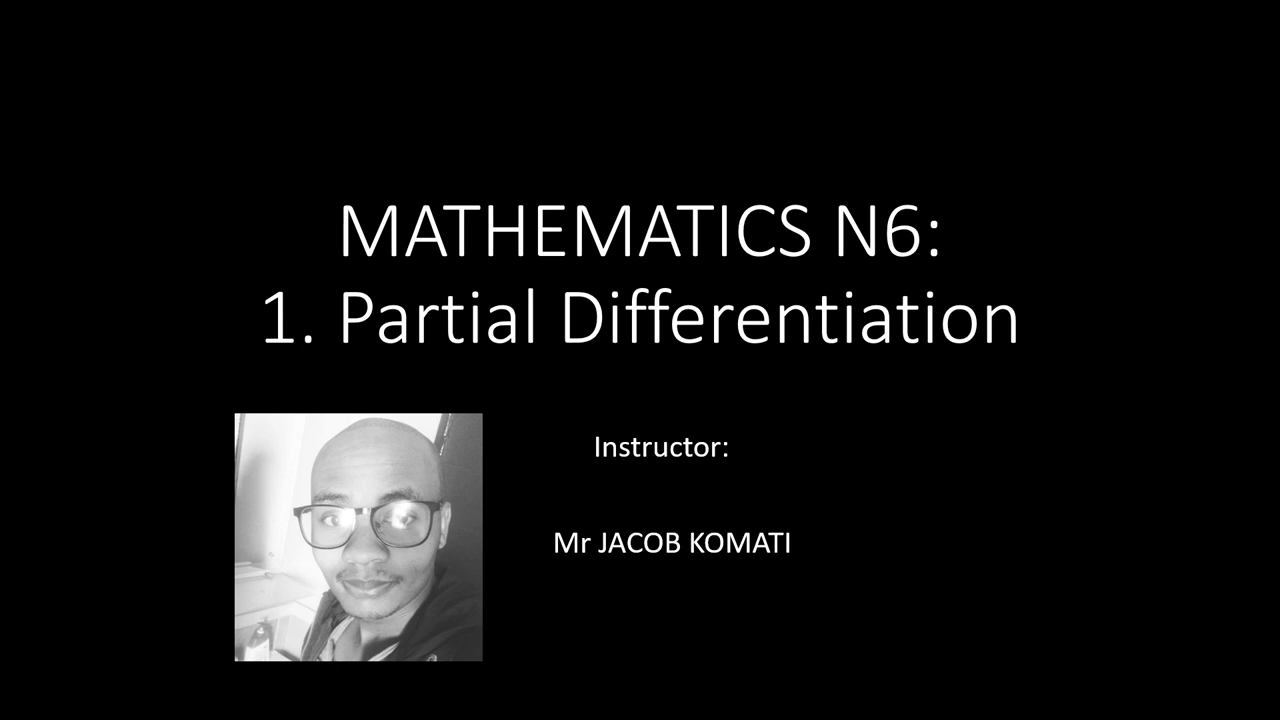 MATHEMATICS N6:
1. Partial Differentiation
Instructor:
Mr JACOB KOMATI